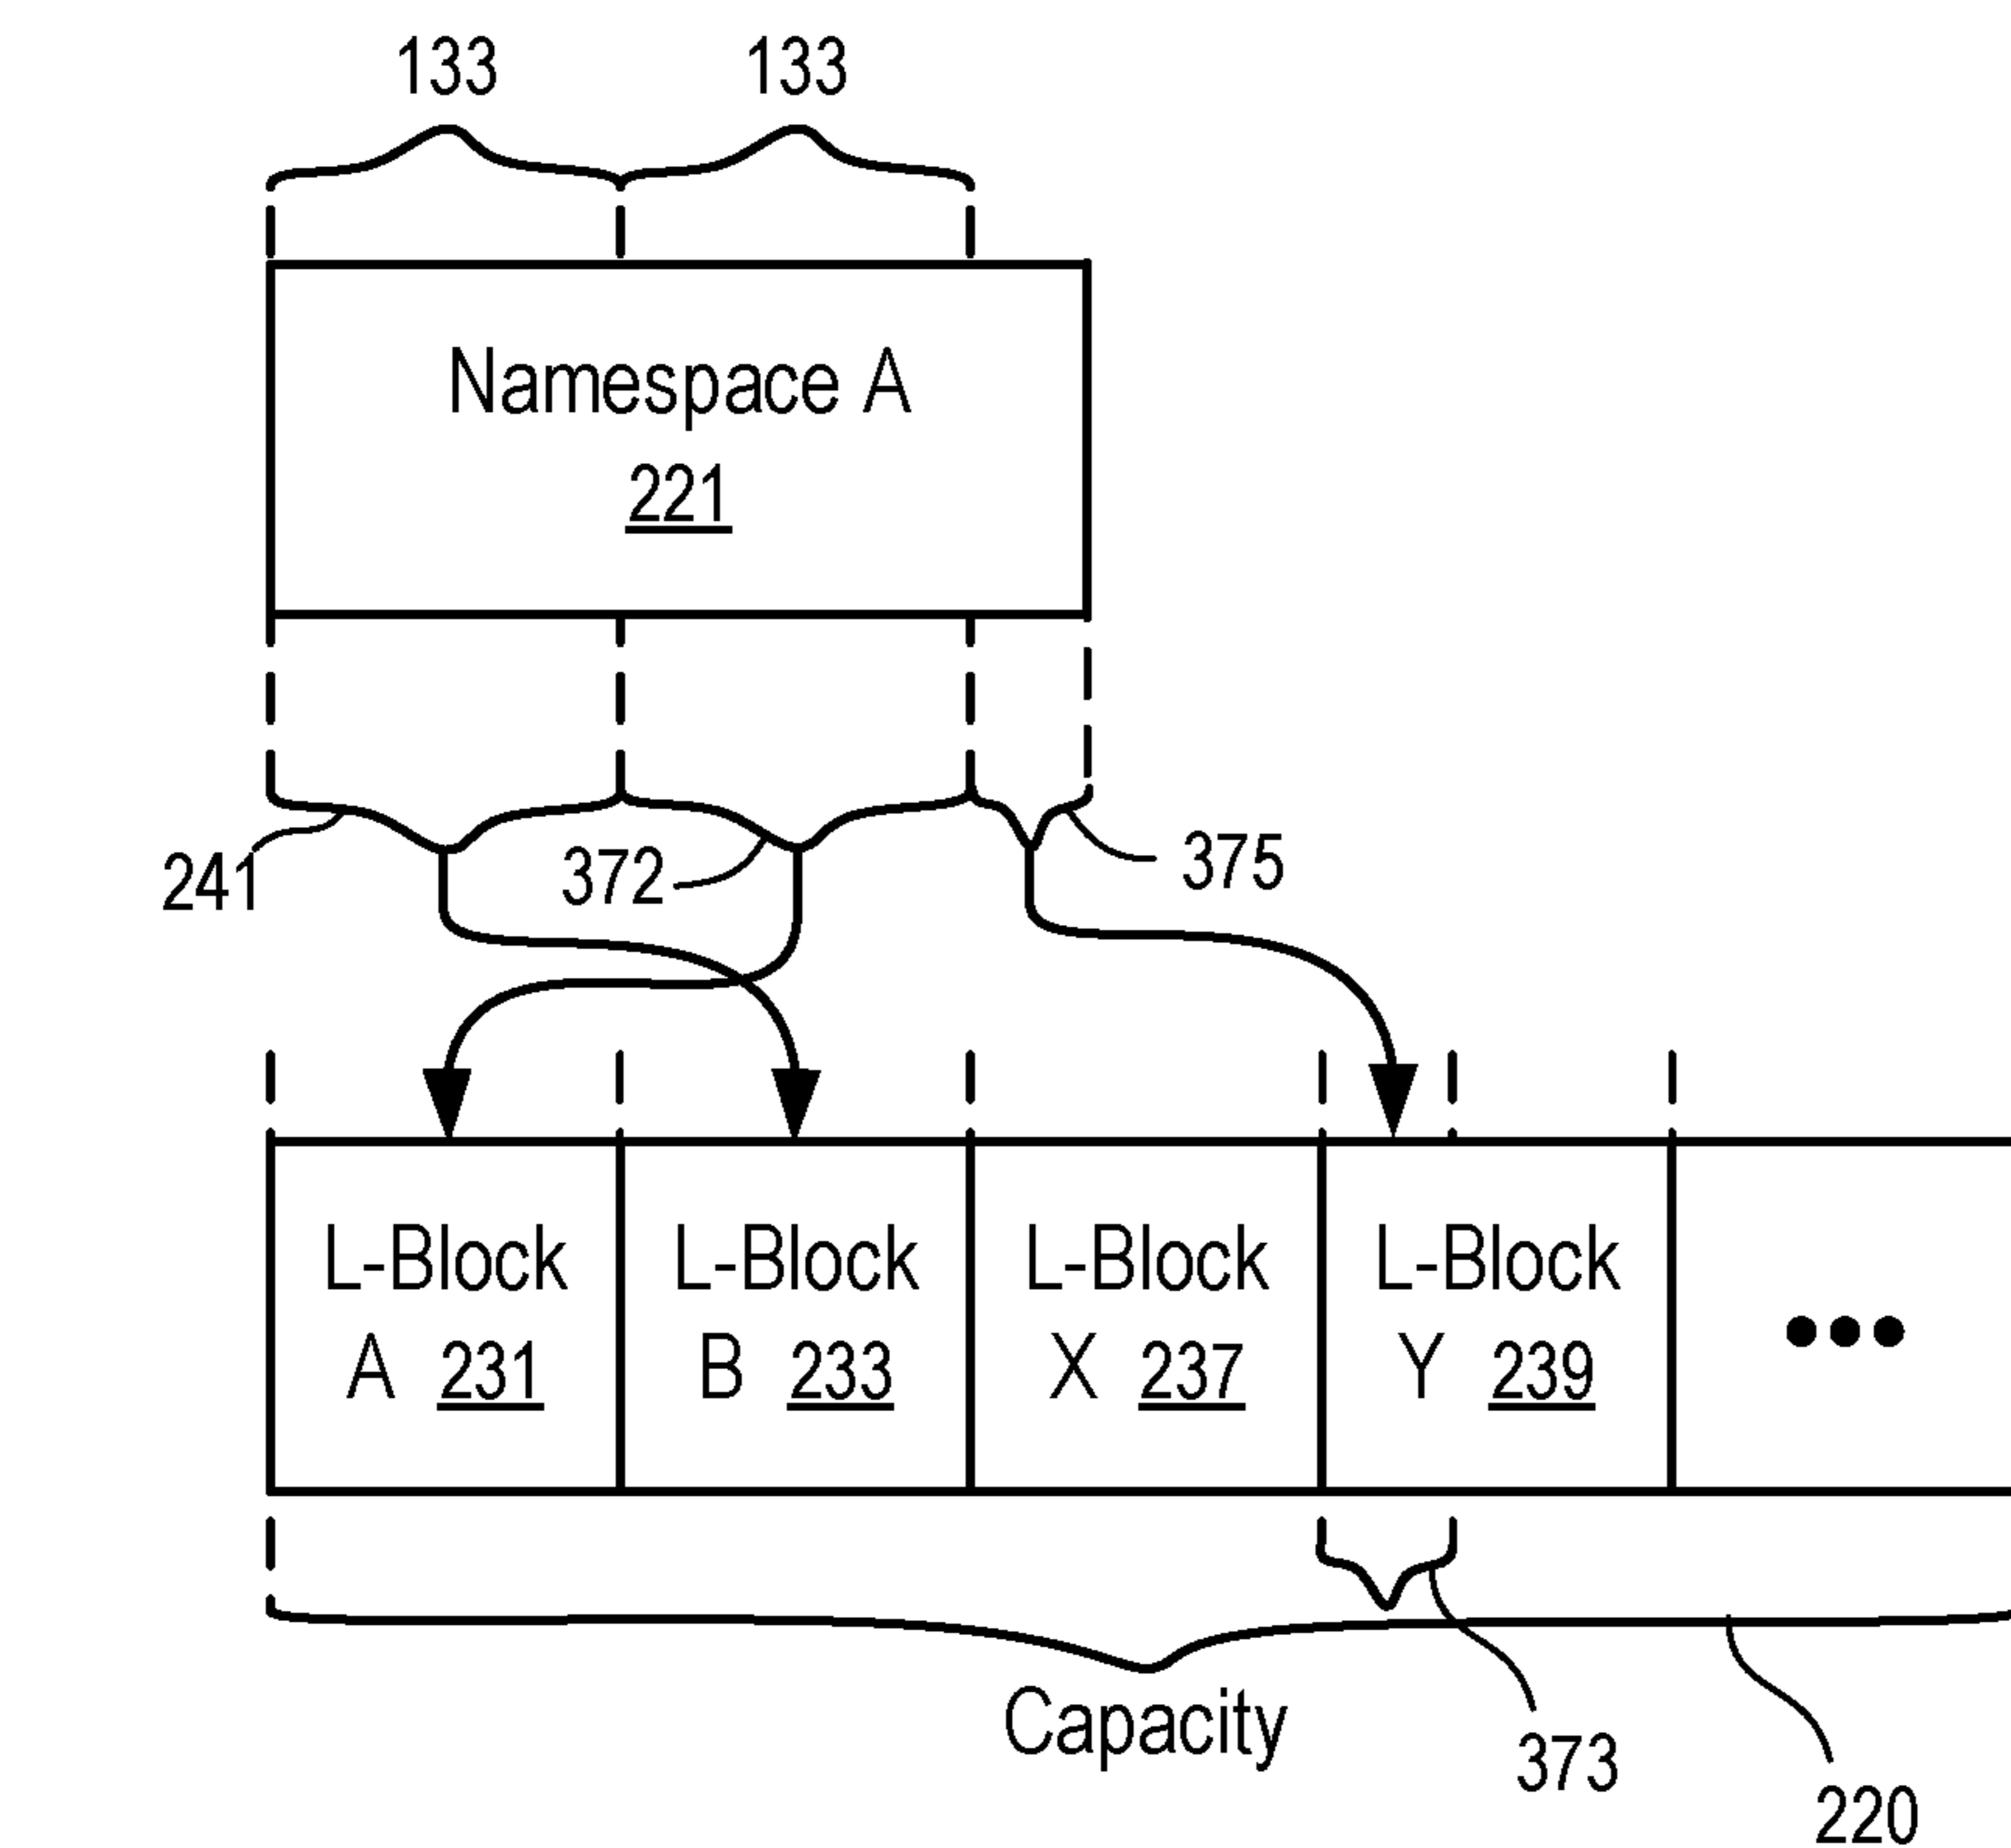 133 133
Namespace A
221
241 372 375
L-Block L-Block L-Block L-Block
A 231 B 233 X 237 Y 239 •••
Capacity
373
220